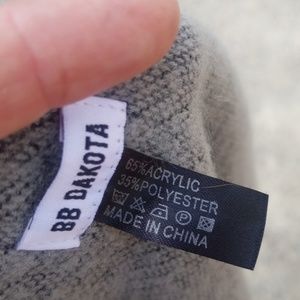 BB DAKOTA
65%ACRYLIC
35%POLYESTER
MADE IN CHINA